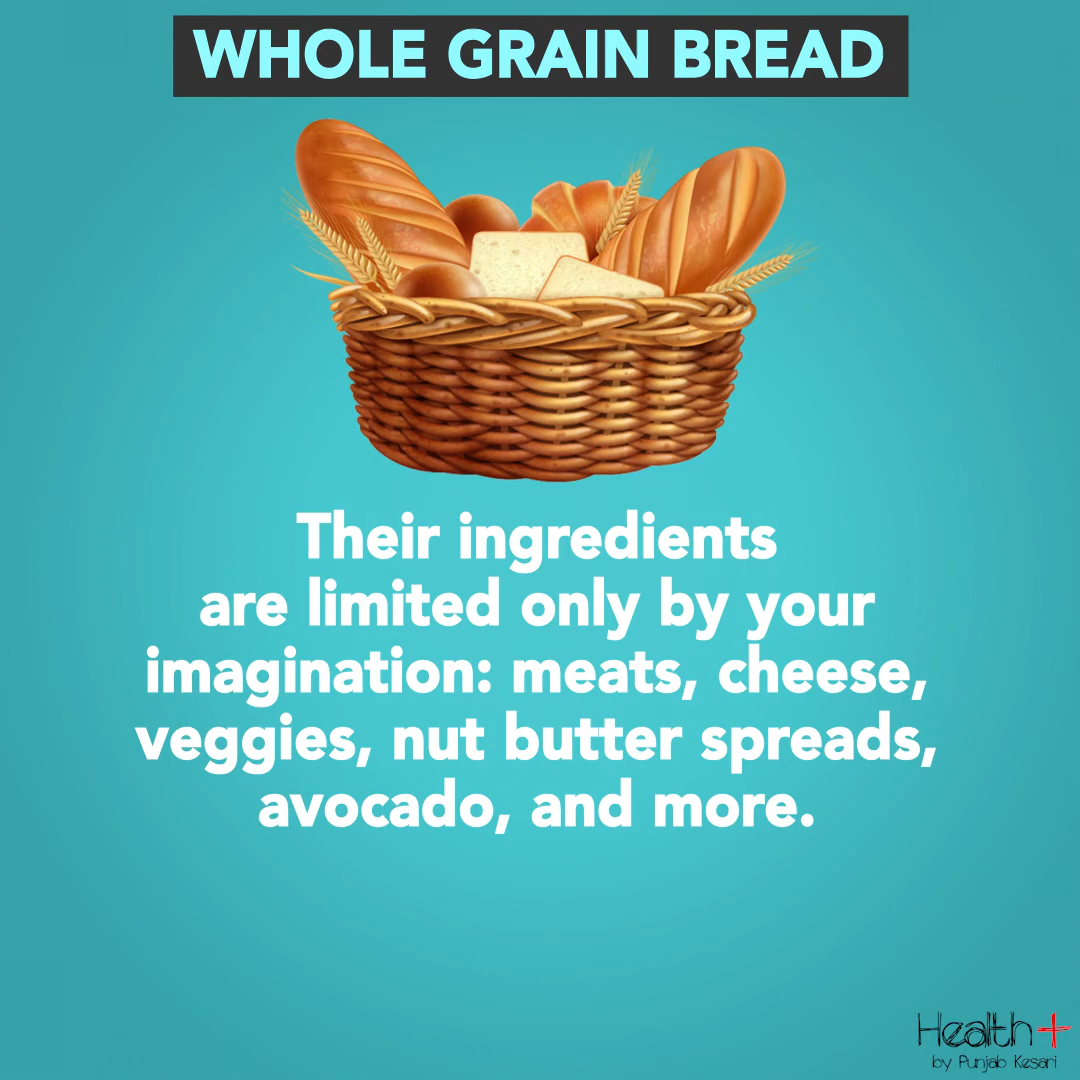 WHOLE GRAIN BREAD
Their ingredients
are limited only by your
imagination: meats, cheese,
veggies, nut butter spreads,
avocado, and more.
Health+
by Punjab Kesari